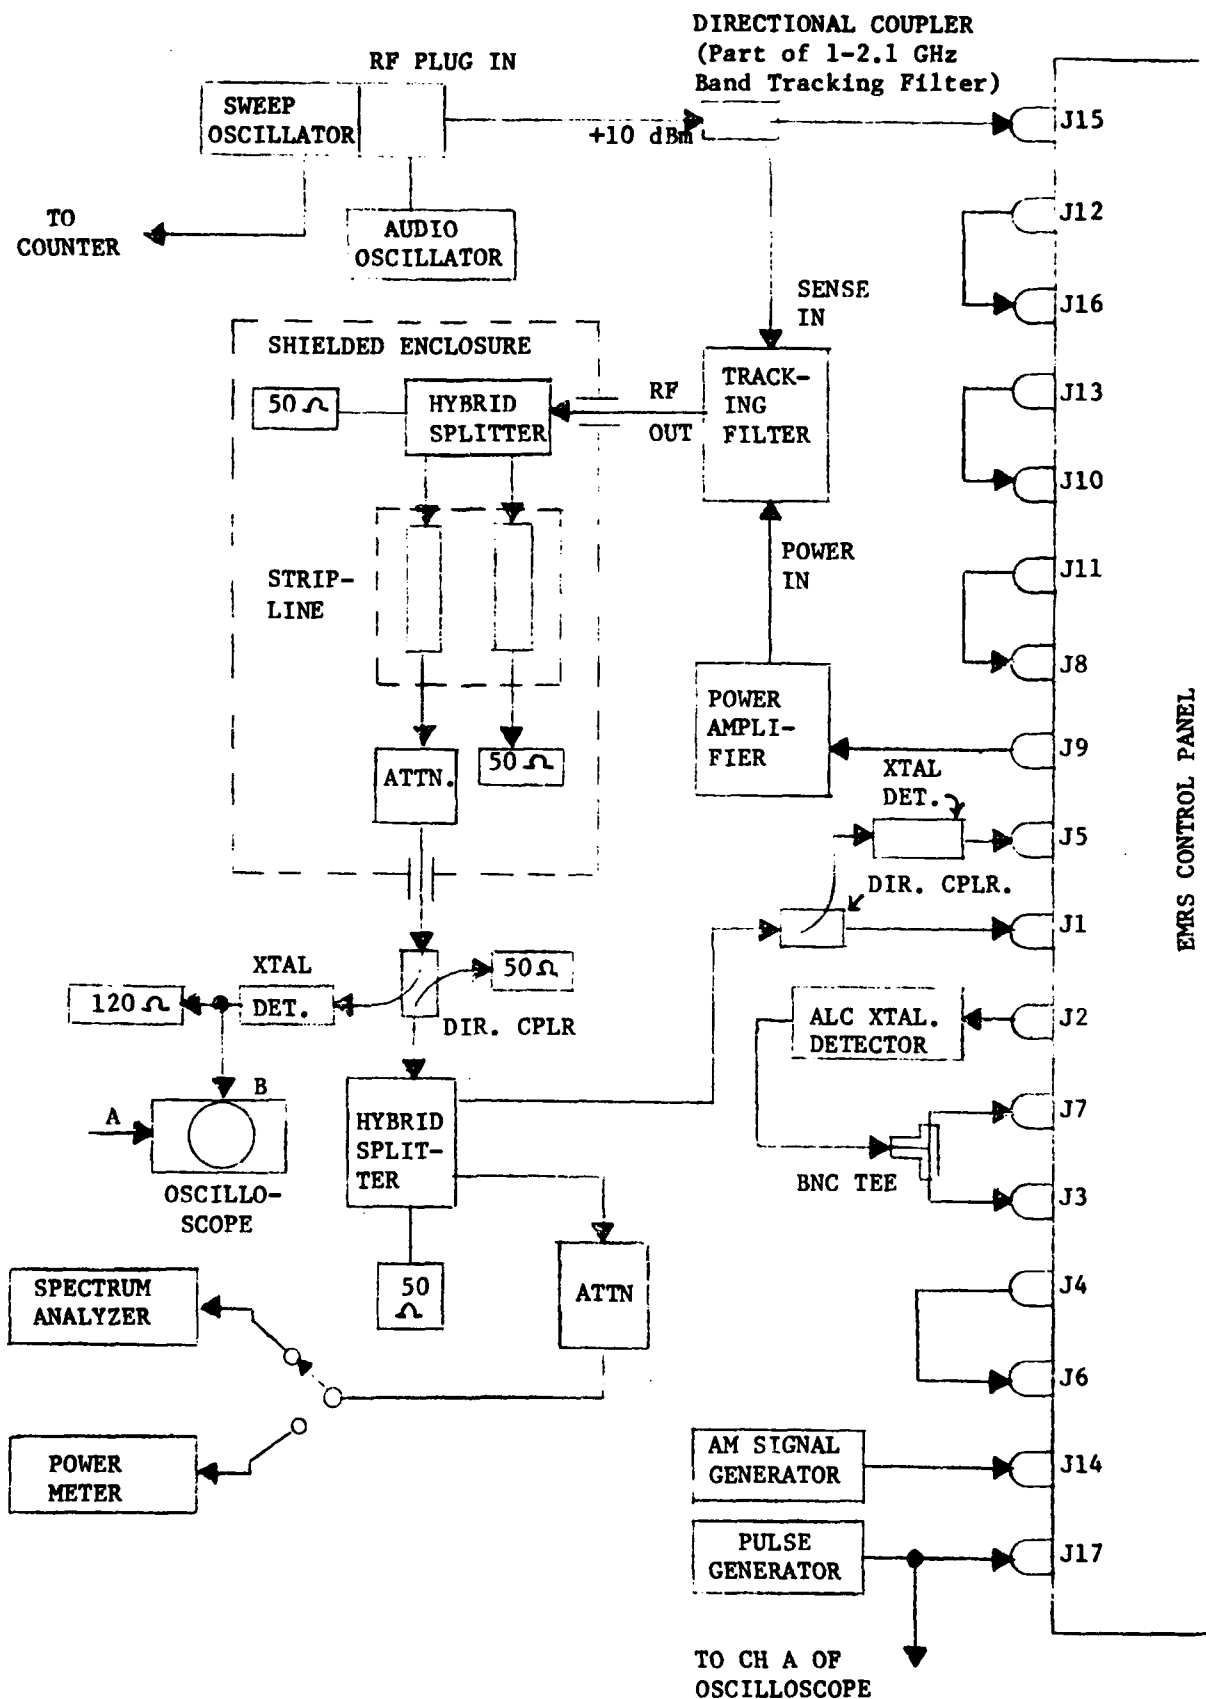 DIRECTIONAL COUPLER
(Part of 1-2.1 GHz
Band Tracking Filter)
RF PLUG IN
SWEEP
OSCILLATOR
+10 dBm
J15
TO
COUNTER
AUDIO
OSCILLATOR
J12
SENSE
IN
J16
SHIELDED ENCLOSURE
50 Ω
HYBRID
SPLITTER
RF
OUT
TRACK-
ING
FILTER
J13
J10
STRIP-
LINE
POWER
IN
J11
J8
POWER
AMPLI-
FIER
J9
ATTN.
50 Ω
XTAL
DET.
J5
DIR. CPLR.
J1
EMRS CONTROL PANEL
XTAL
DET.
50 Ω
120 Ω
DIR. CPLR
ALC XTAL.
DETECTOR
J2
A
B
OSCILLO-
SCOPE
HYBRID
SPLIT-
TER
J7
BNC TEE
J3
50
Ω
ATTN
J4
SPECTRUM
ANALYZER
J6
POWER
METER
AM SIGNAL
GENERATOR
J14
PULSE
GENERATOR
J17
TO CH A OF
OSCILLOSCOPE